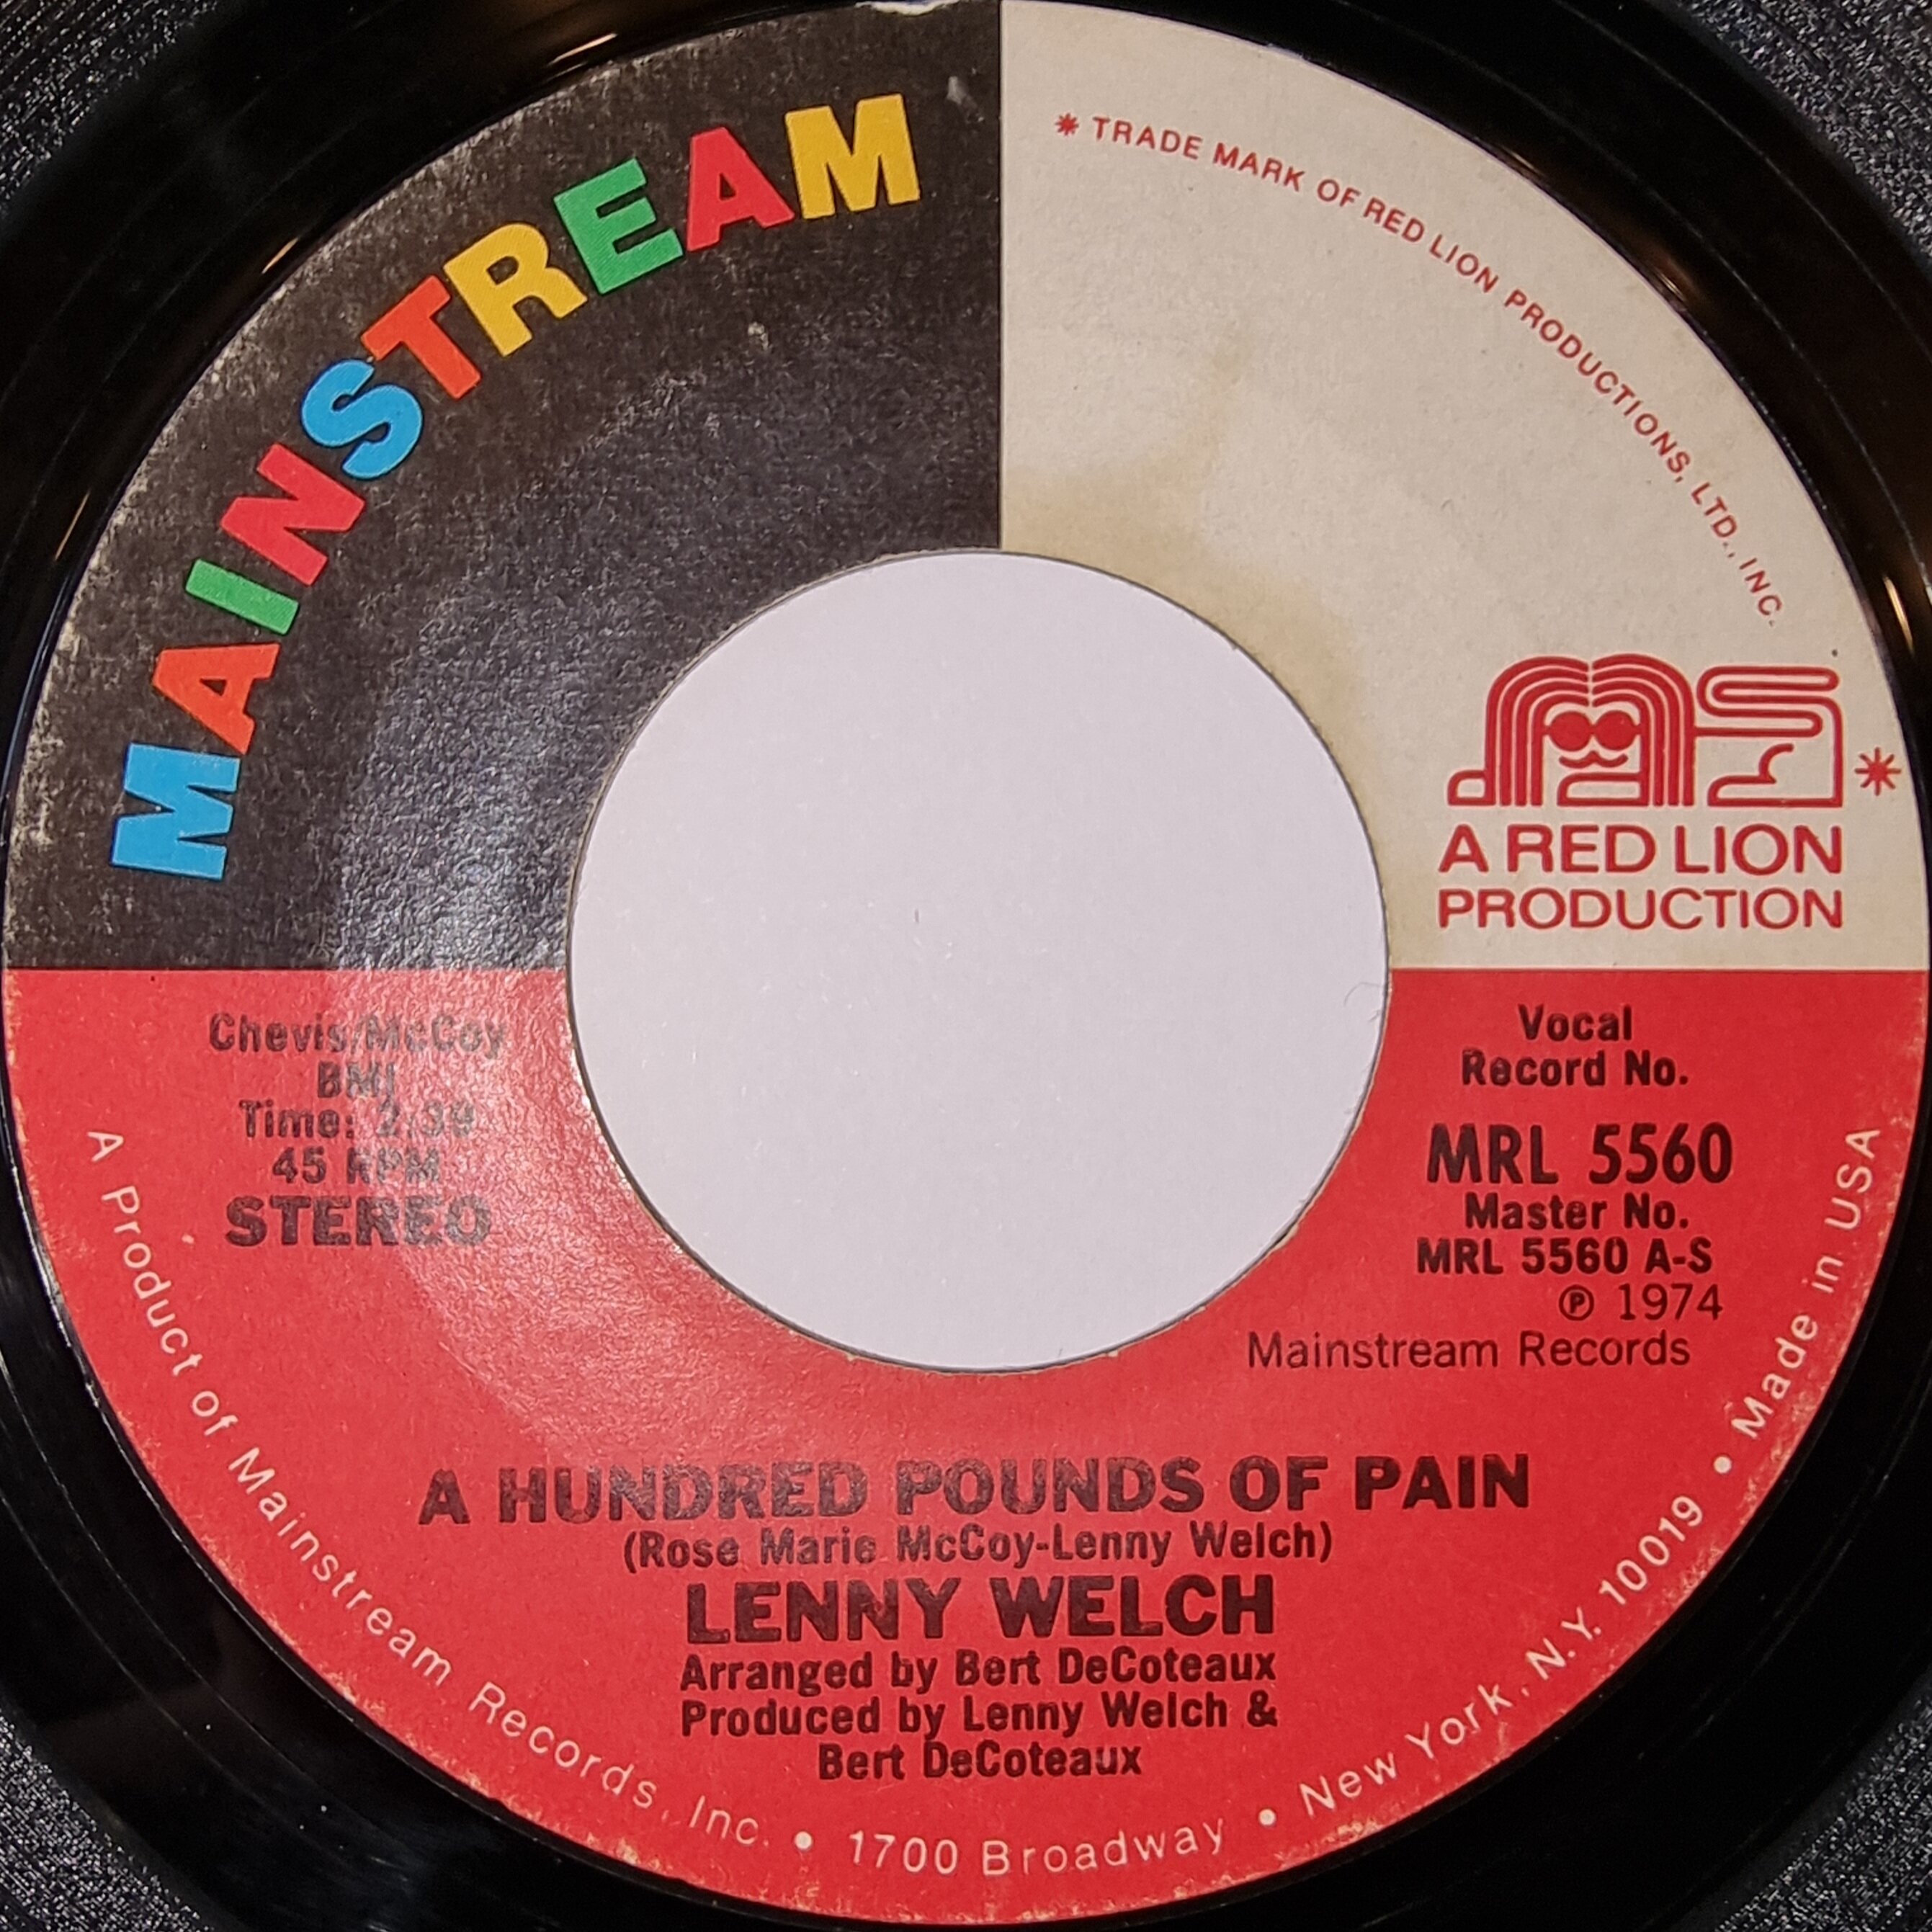 MAINSTREAM
* TRADE MARK OF RED LION PRODUCTIONS, LTD., INC.
MS *
A RED LION
PRODUCTION
Chevis/McCoy
BMI
Time: 2:39
45 RPM
STEREO
Vocal
Record No.
MRL 5560
Master No.
MRL 5560 A-S
℗ 1974
Mainstream Records
A HUNDRED POUNDS OF PAIN
(Rose Marie McCoy-Lenny Welch)
LENNY WELCH
Arranged by Bert DeCoteaux
Produced by Lenny Welch &
Bert DeCoteaux
A Product of Mainstream Records, Inc. • 1700 Broadway • New York, N.Y. 10019 • Made in USA